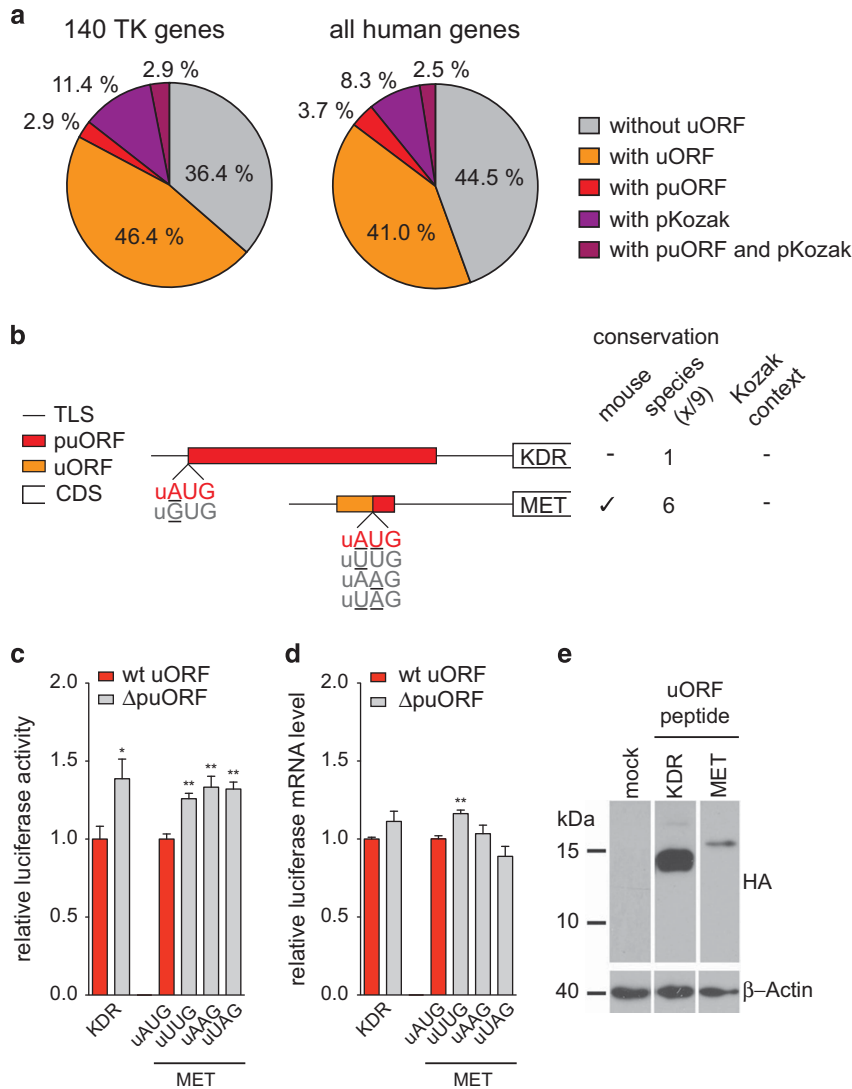 a
140 TK genes
all human genes
2.9 %
11.4 %
2.9 %
36.4 %
46.4 %
2.5 %
8.3 %
3.7 %
44.5 %
41.0 %
without uORF
with uORF
with puORF
with pKozak
with puORF and pKozak
b
conservation
mouse
species (x/9)
Kozak context
TLS
puORF
uORF
CDS
KDR
- 1 -
uAUG
uGUG
MET
✓ 6 -
uAUG
uUUG
uAAG
uUAG
c
wt uORF
ΔpuORF
relative luciferase activity
2.0
1.5
1.0
0.5
0.0
*
**
**
**
KDR
uAUG
uUUG
uAAG
uUAG
MET
d
wt uORF
ΔpuORF
relative luciferase mRNA level
2.0
1.5
1.0
0.5
0.0
**
KDR
uAUG
uUUG
uAAG
uUAG
MET
e
uORF
peptide
mock
KDR
MET
kDa
15
10
40
HA
β–Actin